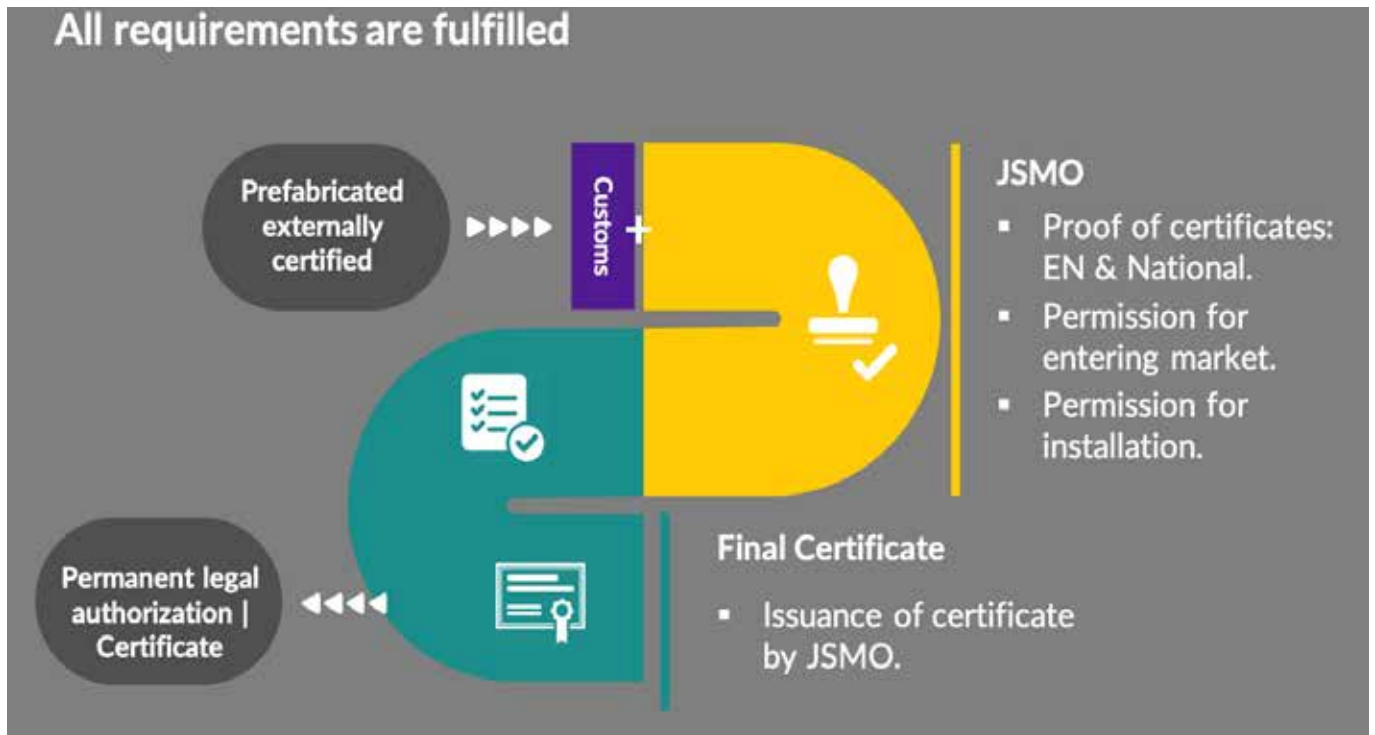 All requirements are fulfilled
Prefabricated
externally
certified
Customs
+
JSMO
▪ Proof of certificates:
EN & National.
▪ Permission for
entering market.
▪ Permission for
installation.
Final Certificate
▪ Issuance of certificate
by JSMO.
Permanent legal
authorization |
Certificate